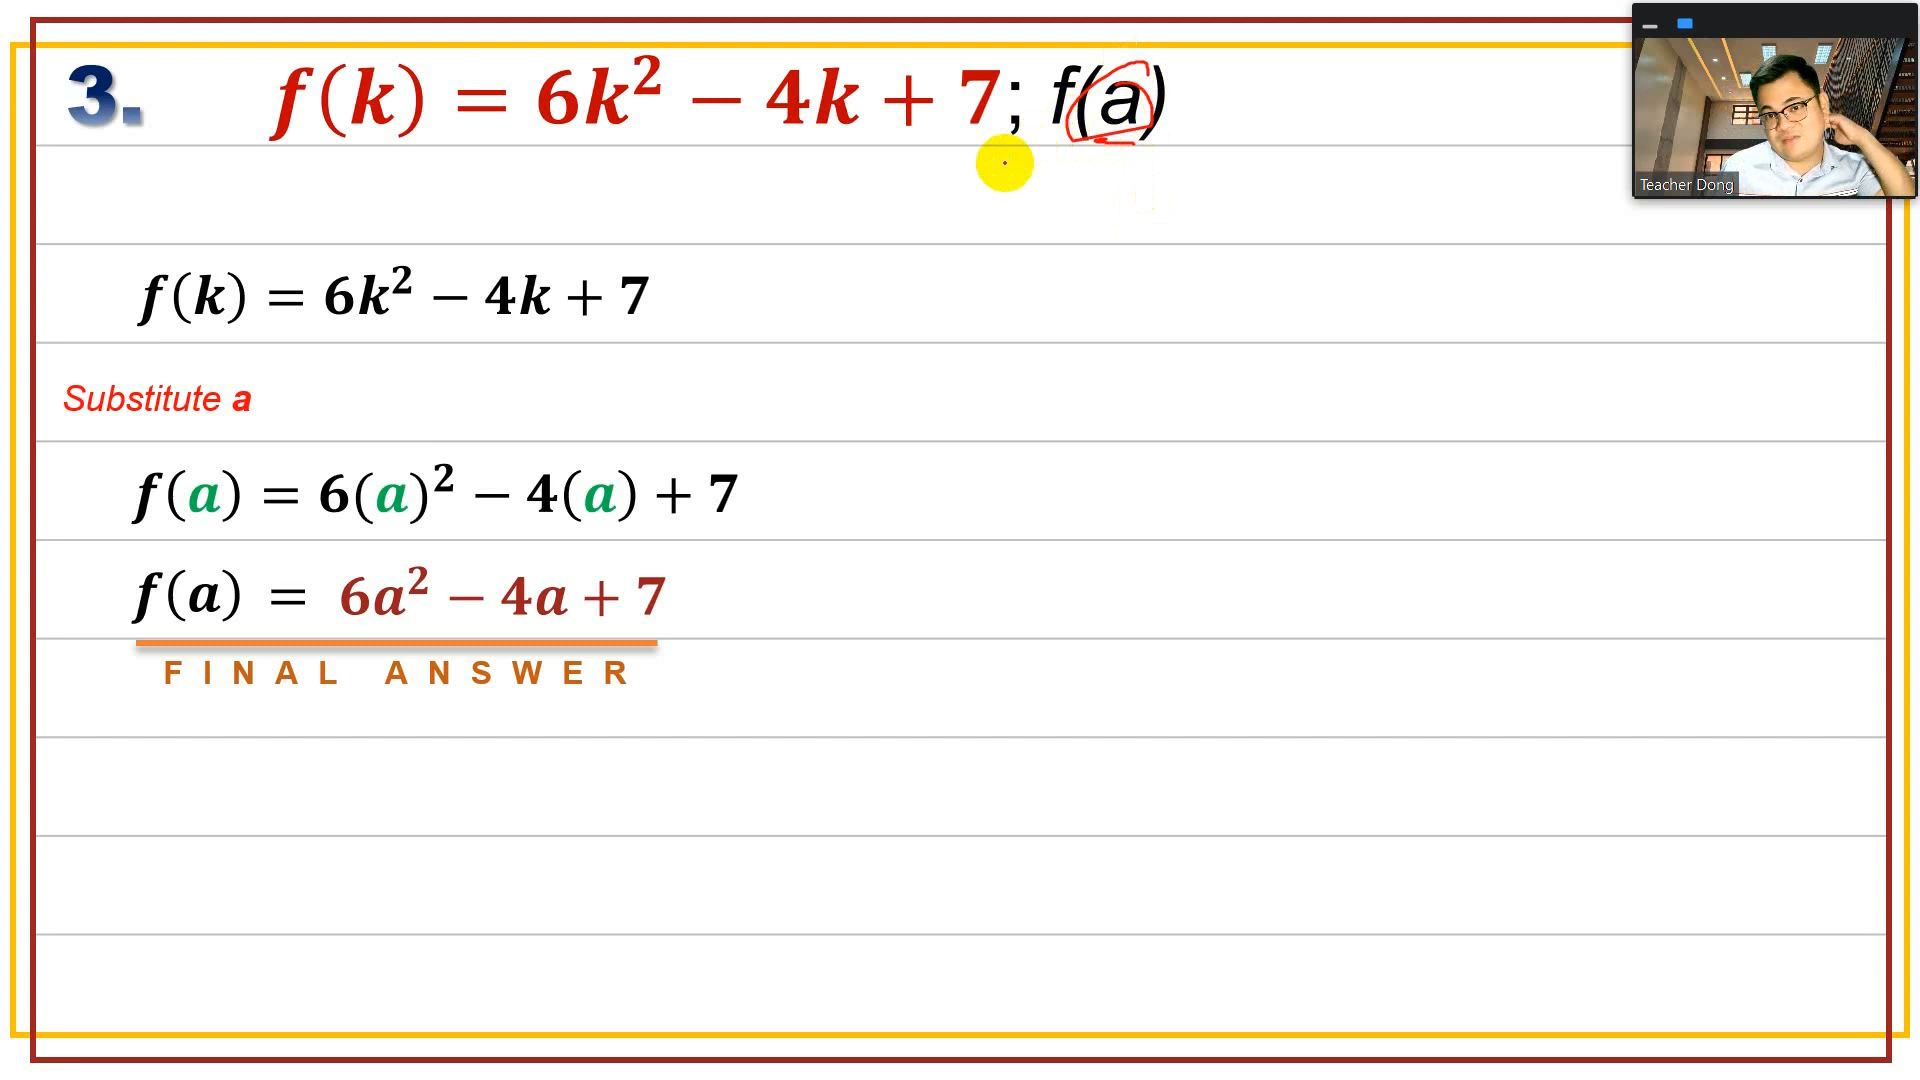 3. f(k) = 6k² − 4k + 7; f(a)
Teacher Dong
f(k) = 6k² − 4k + 7
Substitute a
f(a) = 6(a)² − 4(a) + 7
f(a) = 6a² − 4a + 7
FINAL ANSWER